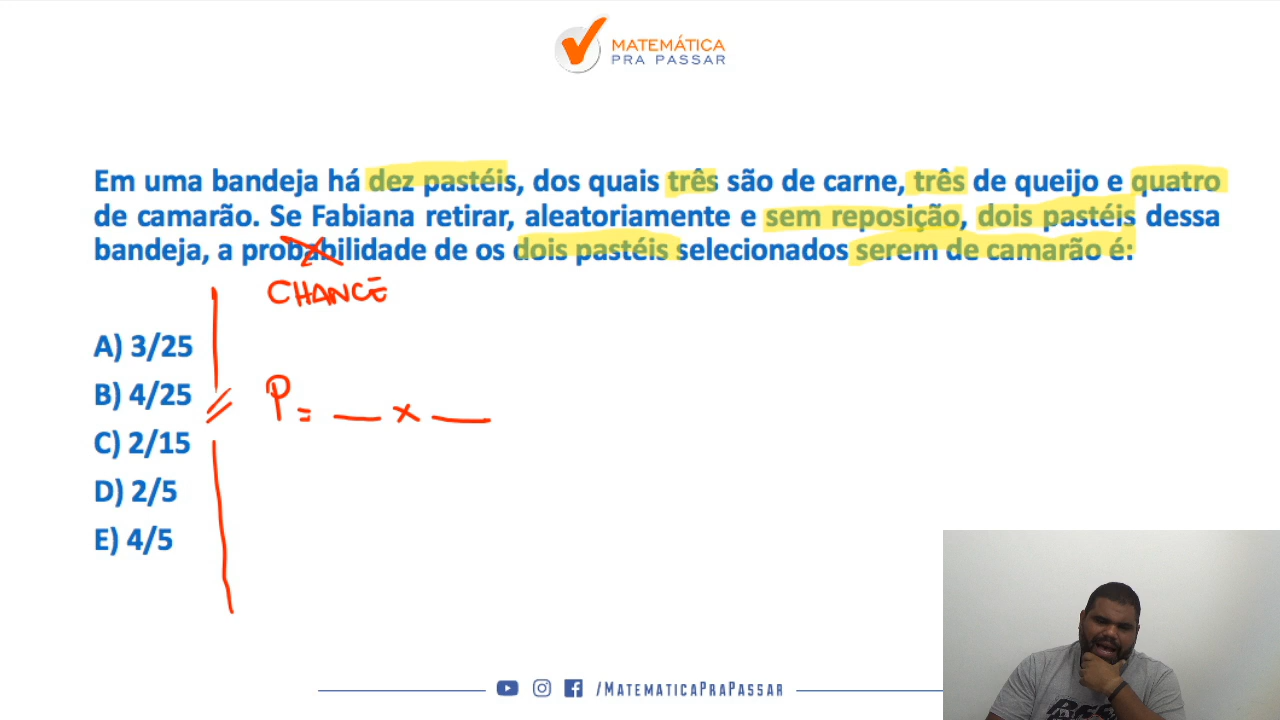 MATEMÁTICA
PRA PASSAR
Em uma bandeja há dez pastéis, dos quais três são de carne, três de queijo e quatro
de camarão. Se Fabiana retirar, aleatoriamente e sem reposição, dois pastéis dessa
bandeja, a probabilidade de os dois pastéis selecionados serem de camarão é:
CHANCE
A) 3/25
B) 4/25
P = __ x __
C) 2/15
D) 2/5
E) 4/5
/MATEMATICAPRAPASSAR